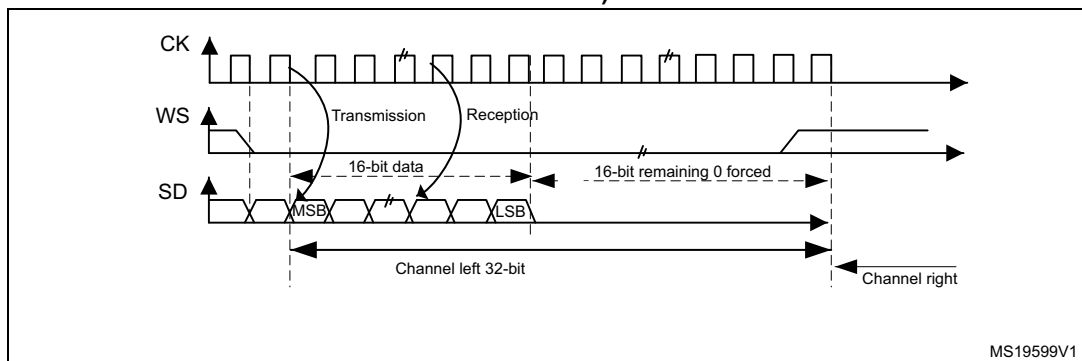 CK
Transmission
Reception
WS
16-bit data
16-bit remaining 0 forced
SD
MSB
LSB
Channel left 32-bit
Channel right
MS19599V1